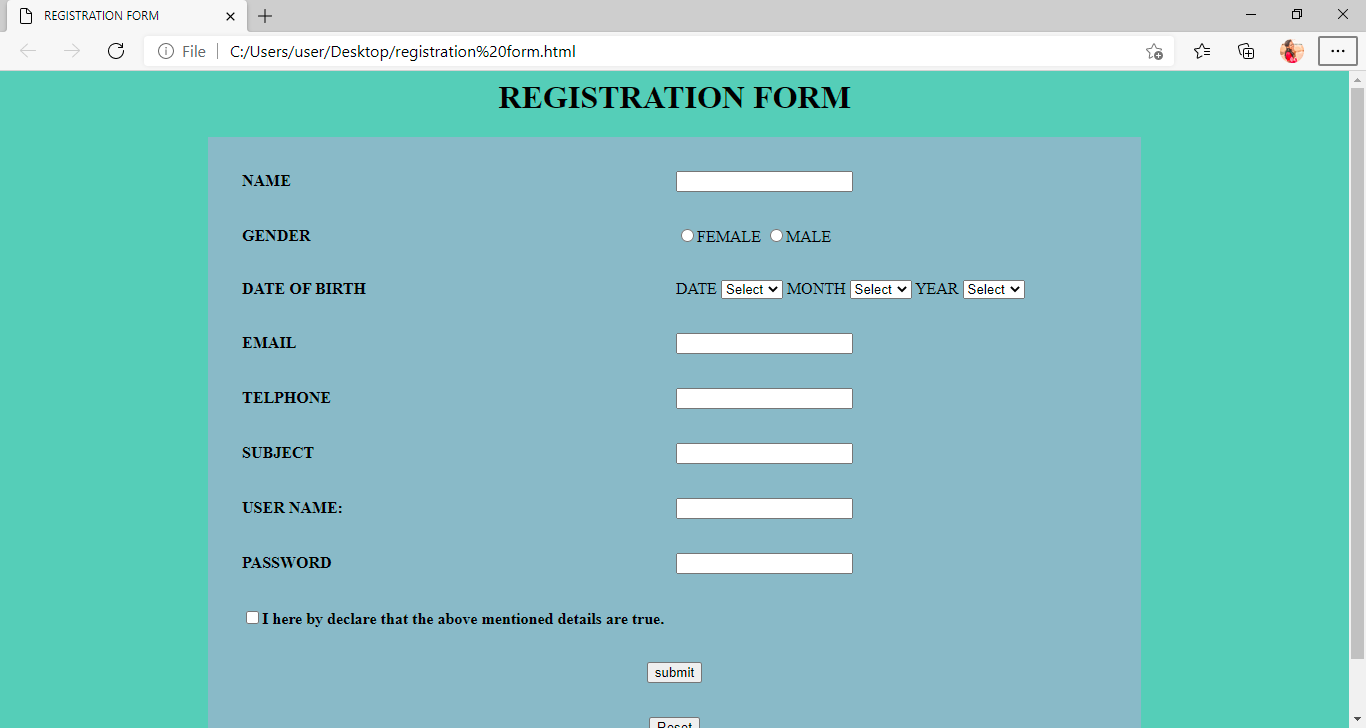 REGISTRATION FORM
File C:/Users/user/Desktop/registration%20form.html
REGISTRATION FORM
NAME
GENDER FEMALE MALE
DATE OF BIRTH DATE Select MONTH Select YEAR Select
EMAIL
TELPHONE
SUBJECT
USER NAME:
PASSWORD
I here by declare that the above mentioned details are true.
submit
Reset